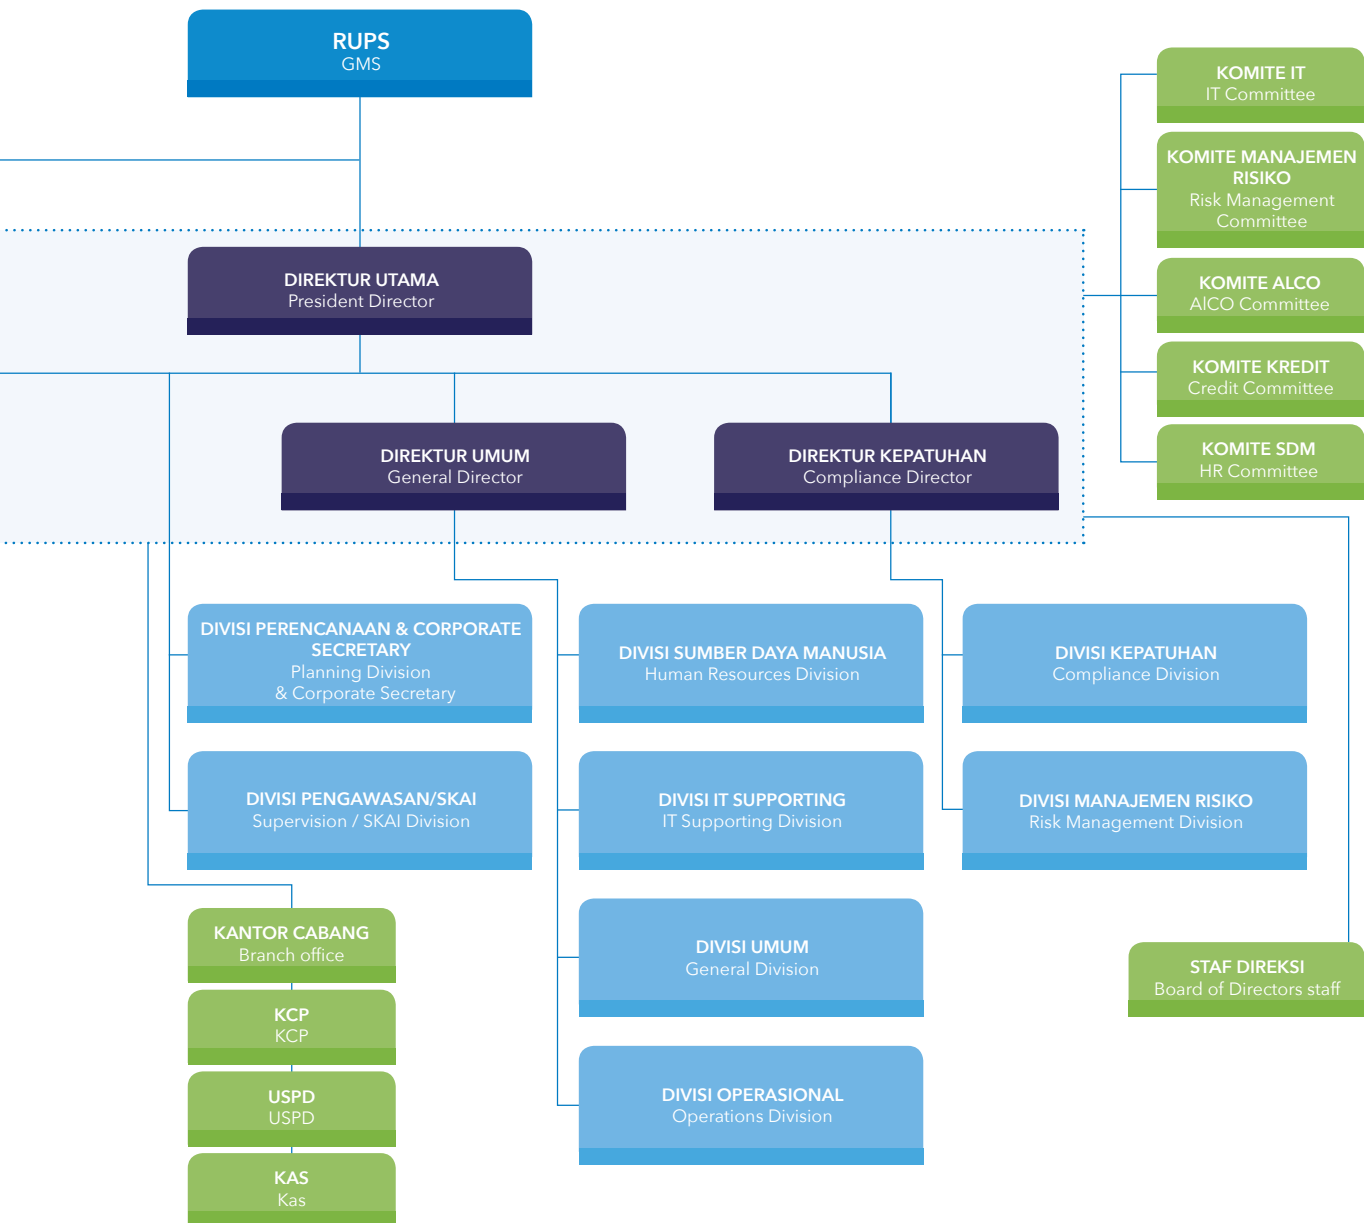 RUPS
GMS
KOMITE IT
IT Committee
KOMITE MANAJEMEN
RISIKO
Risk Management
Committee
KOMITE ALCO
AlCO Committee
KOMITE KREDIT
Credit Committee
KOMITE SDM
HR Committee
DIREKTUR UTAMA
President Director
DIREKTUR UMUM
General Director
DIREKTUR KEPATUHAN
Compliance Director
DIVISI PERENCANAAN & CORPORATE
SECRETARY
Planning Division
& Corporate Secretary
DIVISI PENGAWASAN/SKAI
Supervision / SKAI Division
DIVISI SUMBER DAYA MANUSIA
Human Resources Division
DIVISI IT SUPPORTING
IT Supporting Division
DIVISI UMUM
General Division
DIVISI OPERASIONAL
Operations Division
DIVISI KEPATUHAN
Compliance Division
DIVISI MANAJEMEN RISIKO
Risk Management Division
KANTOR CABANG
Branch office
KCP
KCP
USPD
USPD
KAS
Kas
STAF DIREKSI
Board of Directors staff